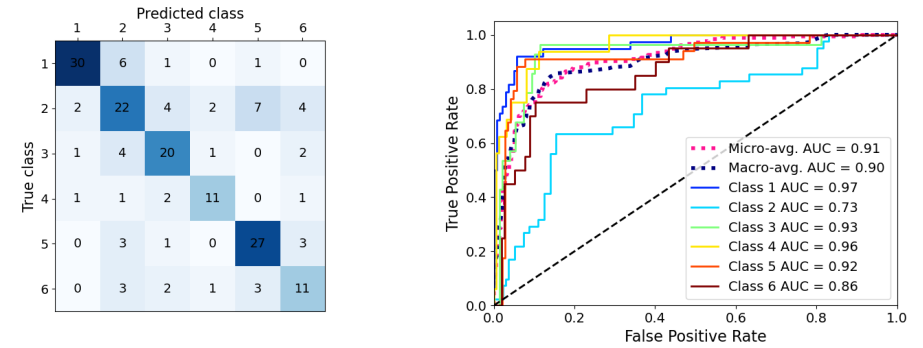 Predicted class
1 2 3 4 5 6
True class
1 30 6 1 0 1 0
2 2 22 4 2 7 4
3 1 4 20 1 0 2
4 1 1 2 11 0 1
5 0 3 1 0 27 3
6 0 3 2 1 3 11
True Positive Rate
1.0
0.8
0.6
0.4
0.2
0.0
Micro-avg. AUC = 0.91
Macro-avg. AUC = 0.90
Class 1 AUC = 0.97
Class 2 AUC = 0.73
Class 3 AUC = 0.93
Class 4 AUC = 0.96
Class 5 AUC = 0.92
Class 6 AUC = 0.86
0.0 0.2 0.4 0.6 0.8 1.0
False Positive Rate